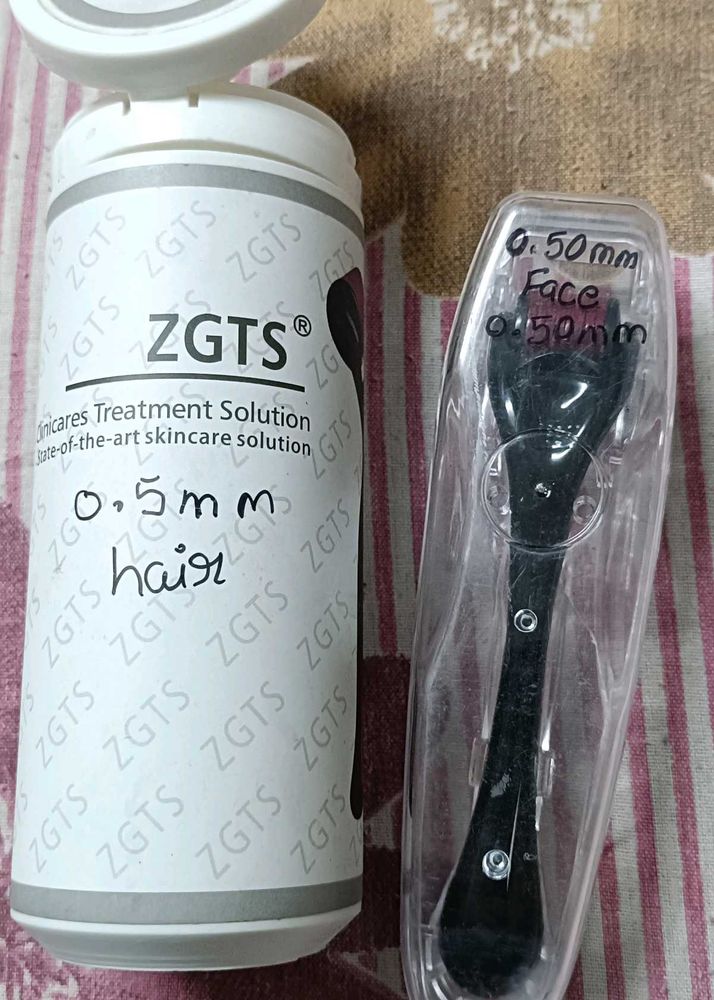 ZGTS®
Clinicares Treatment Solution
State-of-the-art skincare solution
0.5mm
hair
0.50mm
Face
0.50mm